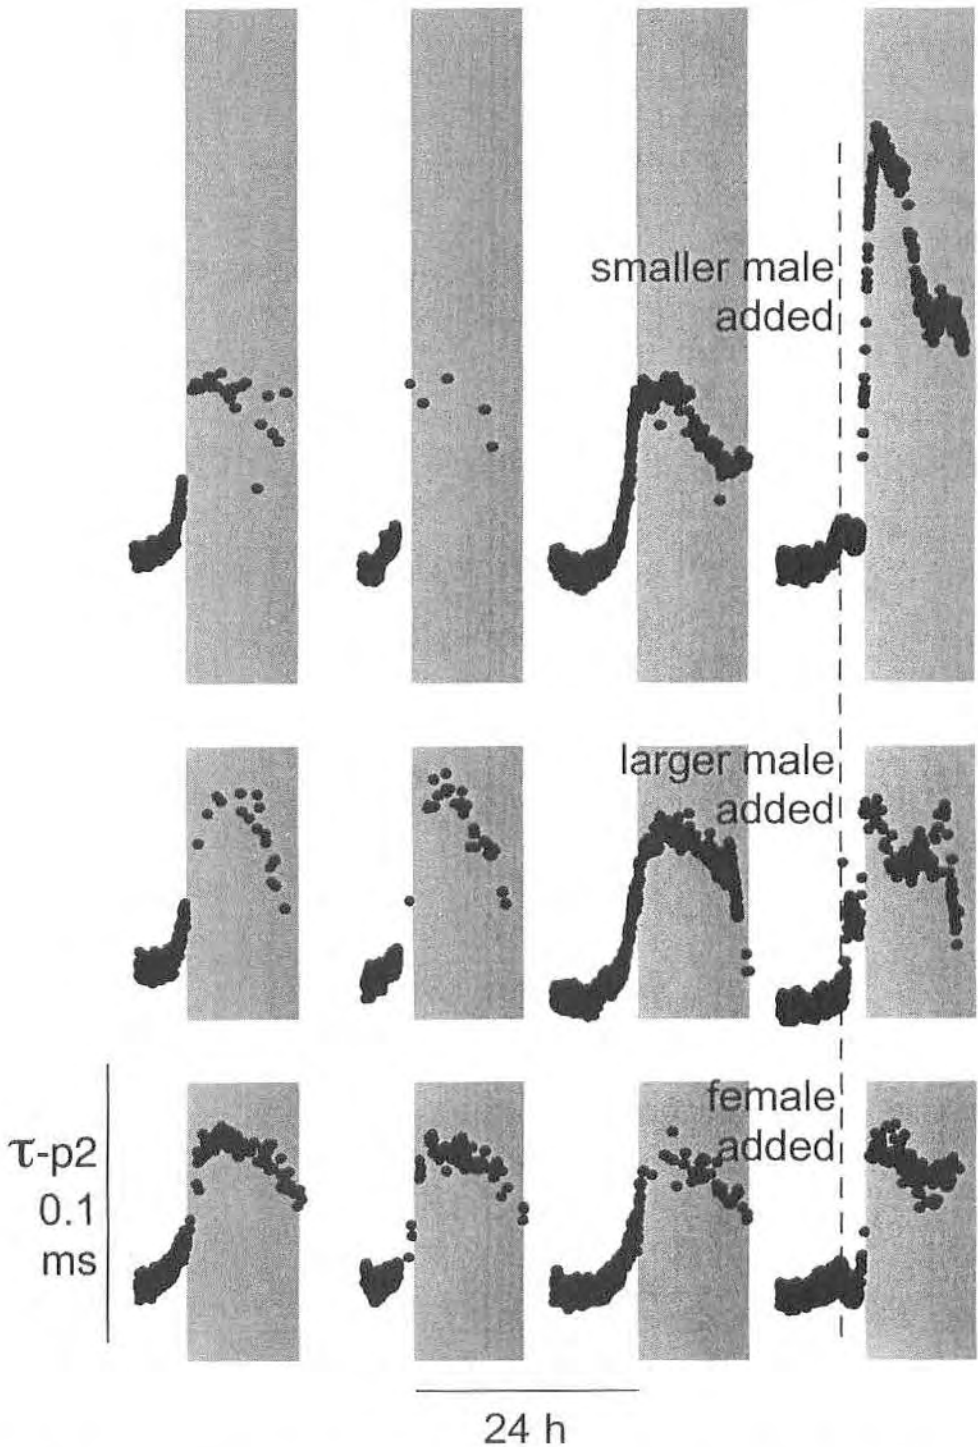 smaller male
added
larger male
added
female
added
τ-p2
0.1
ms
24 h